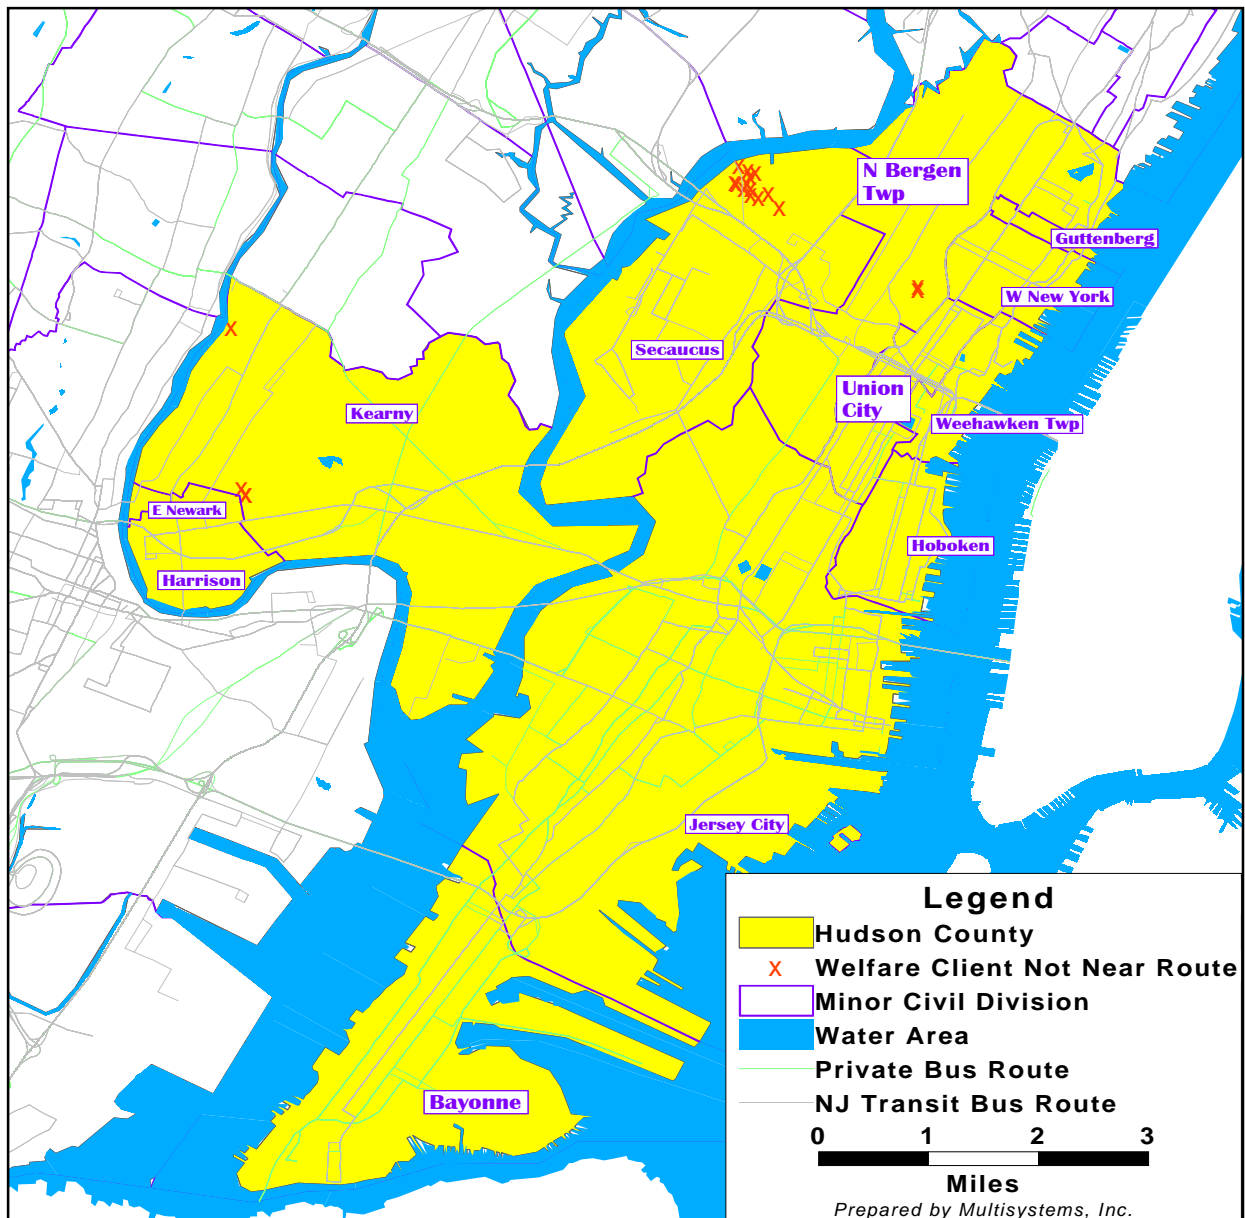 N Bergen
Twp
Guttenberg
W New York
Secaucus
Union
City
Kearny
Weehawken Twp
E Newark
Hoboken
Harrison
Jersey City
Bayonne
Legend
Hudson County
X Welfare Client Not Near Route
Minor Civil Division
Water Area
Private Bus Route
NJ Transit Bus Route
0 1 2 3
Miles
Prepared by Multisystems, Inc.